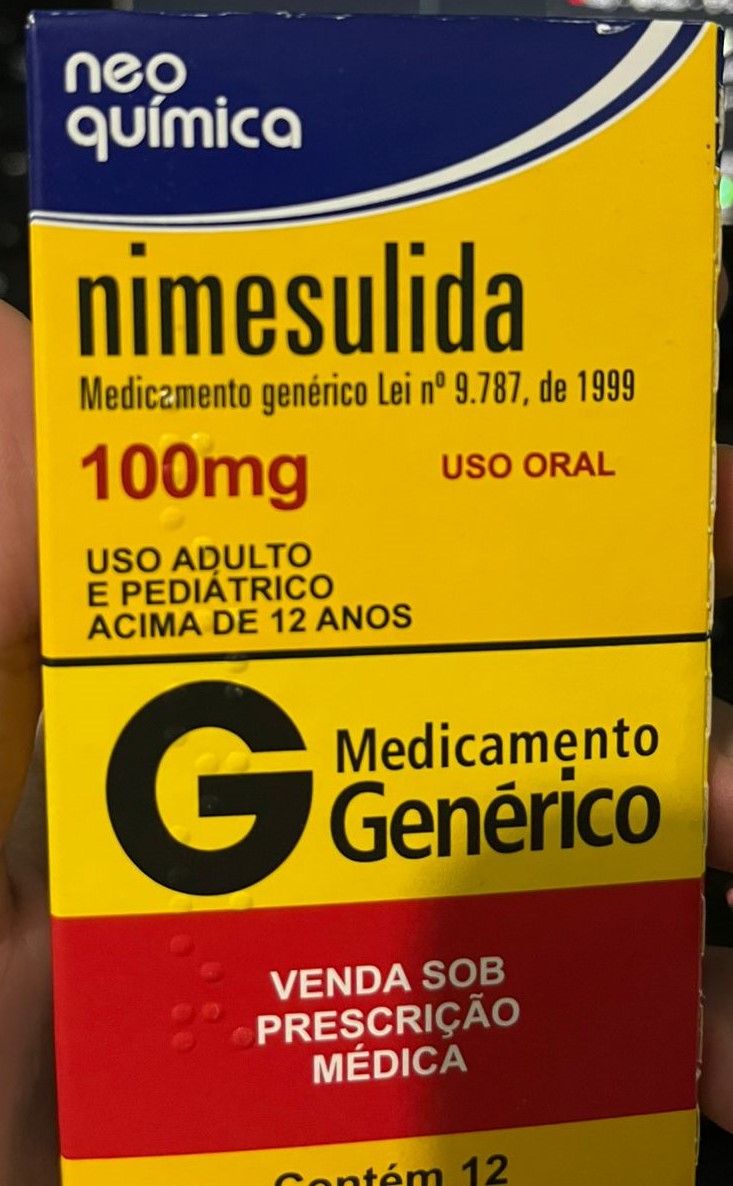 neo
química
nimesulida
Medicamento genérico Lei nº 9.787, de 1999
100mg
USO ORAL
USO ADULTO
E PEDIÁTRICO
ACIMA DE 12 ANOS
G
Medicamento
Genérico
VENDA SOB
PRESCRIÇÃO
MÉDICA
Contém 12